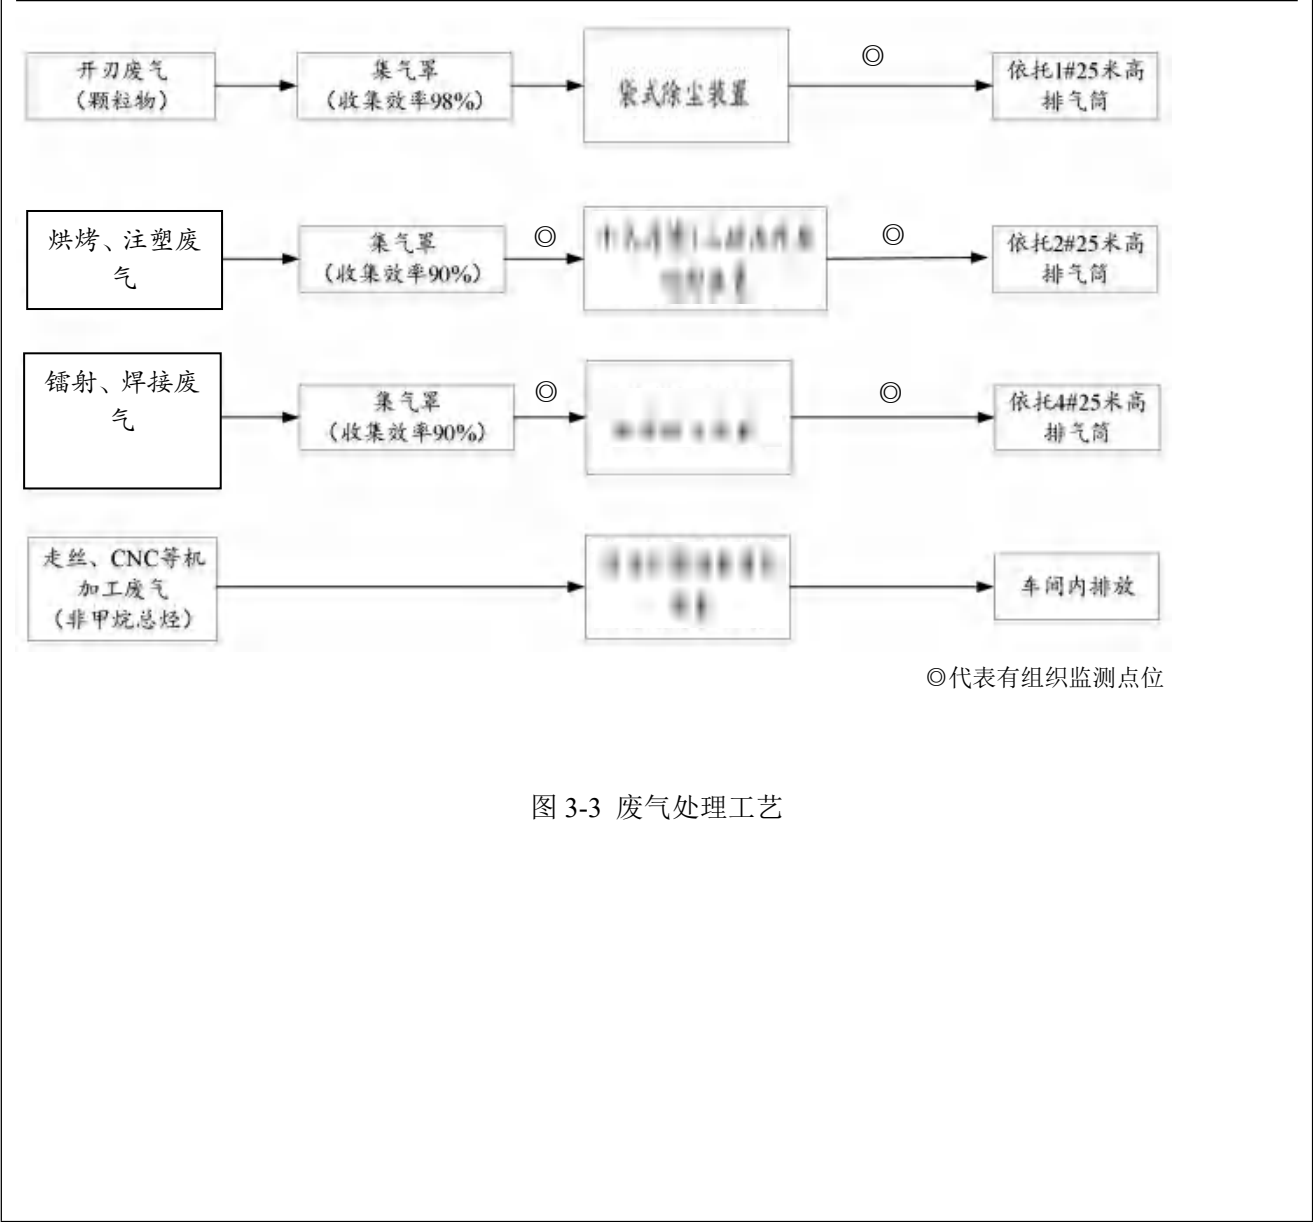 开刃废气
（颗粒物）
集气罩
（收集效率98%）
袋式除尘装置
◎
依托1#25米高
排气筒
烘烤、注塑废
气
集气罩
（收集效率90%）
◎
◎
依托2#25米高
排气筒
镭射、焊接废
气
集气罩
（收集效率90%）
◎
◎
依托4#25米高
排气筒
走丝、CNC等机
加工废气
（非甲烷总烃）
车间内排放
◎代表有组织监测点位
图 3-3 废气处理工艺